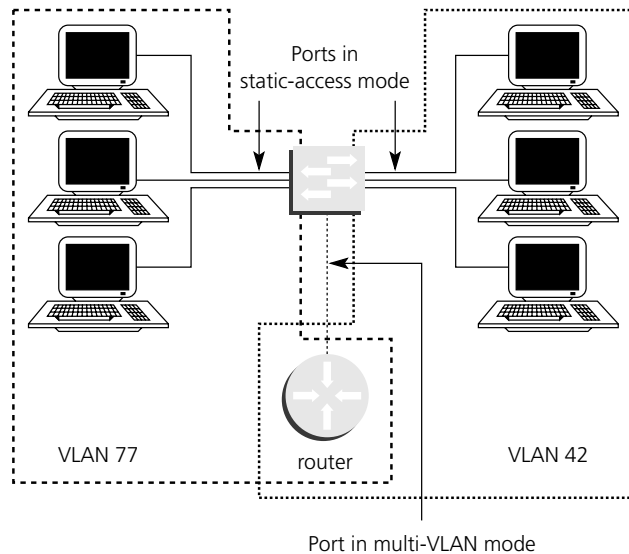 Ports in
static-access mode
VLAN 77
router
VLAN 42
Port in multi-VLAN mode